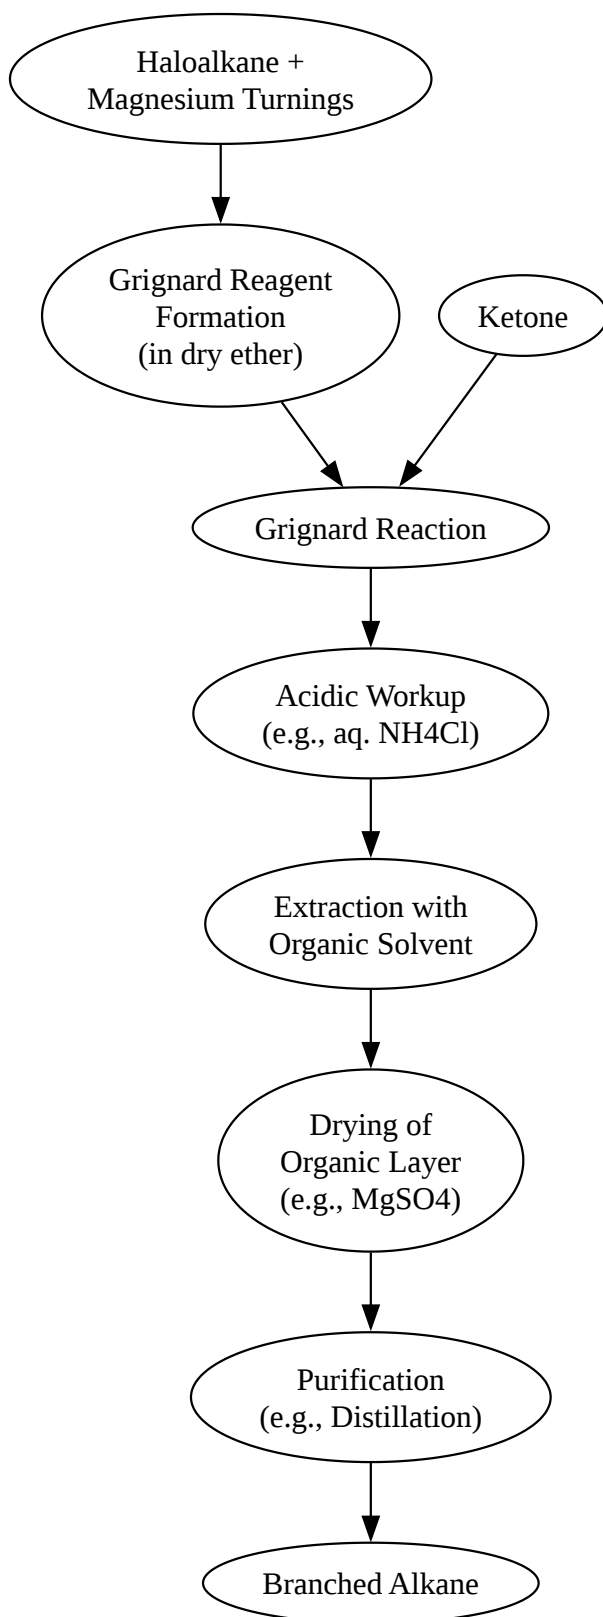 Haloalkane +
Magnesium Turnings
Grignard Reagent
Formation
(in dry ether)
Ketone
Grignard Reaction
Acidic Workup
(e.g., aq. NH4Cl)
Extraction with
Organic Solvent
Drying of
Organic Layer
(e.g., MgSO4)
Purification
(e.g., Distillation)
Branched Alkane